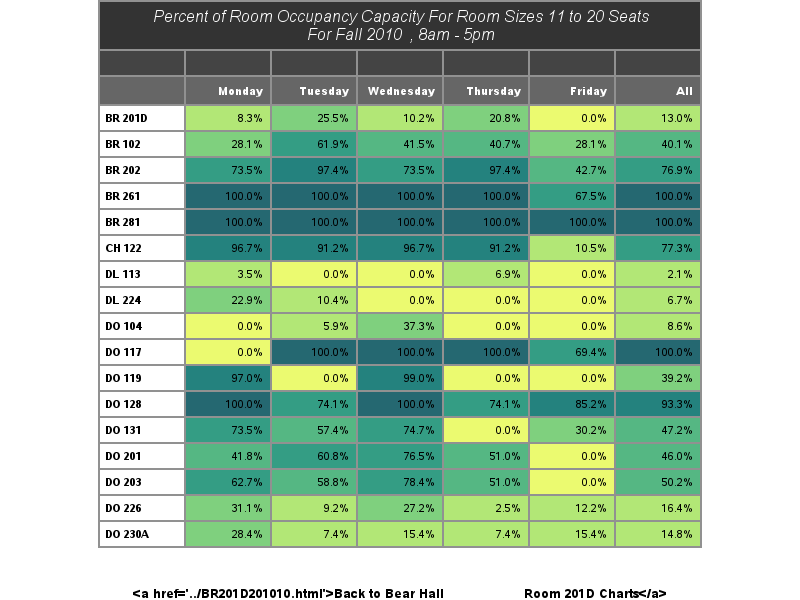 Percent of Room Occupancy Capacity For Room Sizes 11 to 20 Seats
For Fall 2010 , 8am - 5pm
Monday Tuesday Wednesday Thursday Friday All
BR 201D 8.3% 25.5% 10.2% 20.8% 0.0% 13.0%
BR 102 28.1% 61.9% 41.5% 40.7% 28.1% 40.1%
BR 202 73.5% 97.4% 73.5% 97.4% 42.7% 76.9%
BR 261 100.0% 100.0% 100.0% 100.0% 67.5% 100.0%
BR 281 100.0% 100.0% 100.0% 100.0% 100.0% 100.0%
CH 122 96.7% 91.2% 96.7% 91.2% 10.5% 77.3%
DL 113 3.5% 0.0% 0.0% 6.9% 0.0% 2.1%
DL 224 22.9% 10.4% 0.0% 0.0% 0.0% 6.7%
DO 104 0.0% 5.9% 37.3% 0.0% 0.0% 8.6%
DO 117 0.0% 100.0% 100.0% 100.0% 69.4% 100.0%
DO 119 97.0% 0.0% 99.0% 0.0% 0.0% 39.2%
DO 128 100.0% 74.1% 100.0% 74.1% 85.2% 93.3%
DO 131 73.5% 57.4% 74.7% 0.0% 30.2% 47.2%
DO 201 41.8% 60.8% 76.5% 51.0% 0.0% 46.0%
DO 203 62.7% 58.8% 78.4% 51.0% 0.0% 50.2%
DO 226 31.1% 9.2% 27.2% 2.5% 12.2% 16.4%
DO 230A 28.4% 7.4% 15.4% 7.4% 15.4% 14.8%
<a href='../BR201D201010.html'>Back to Bear Hall Room 201D Charts</a>